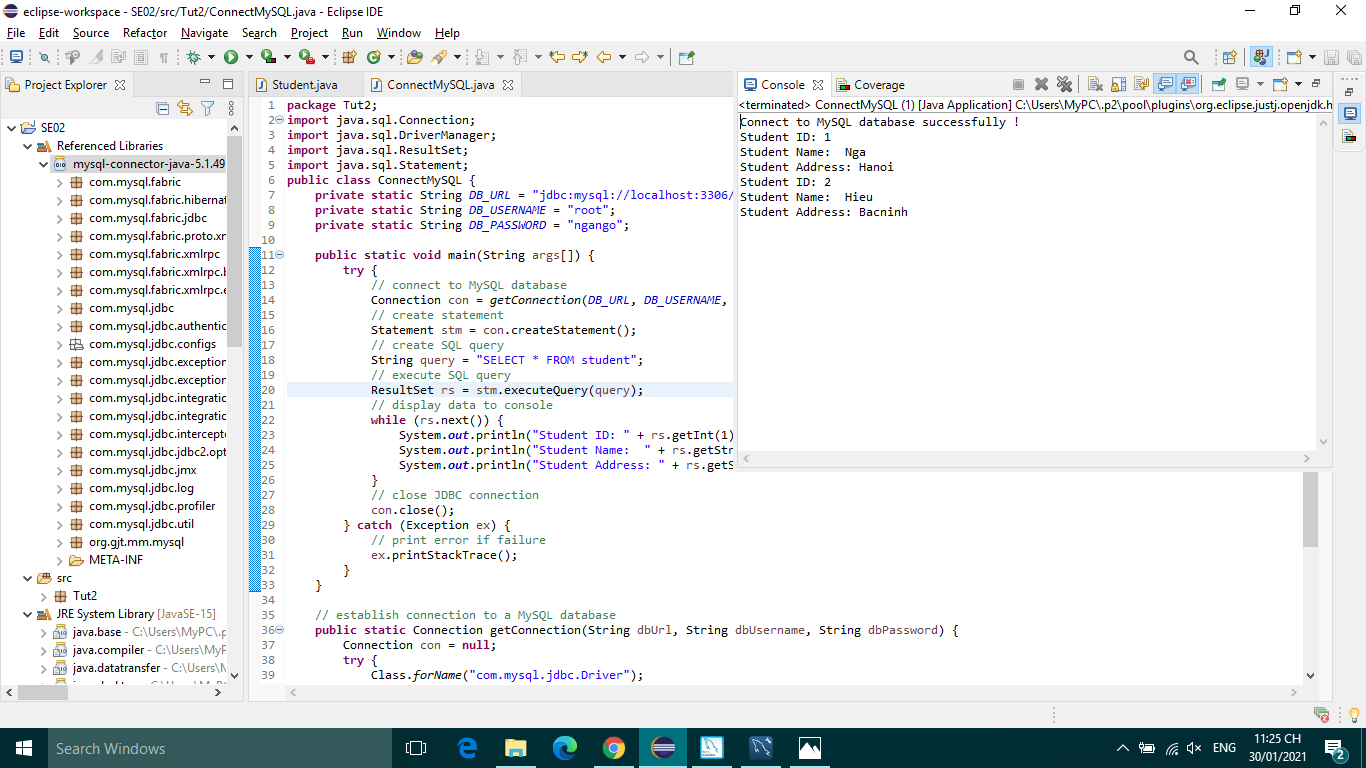 eclipse-workspace - SE02/src/Tut2/ConnectMySQL.java - Eclipse IDE
File Edit Source Refactor Navigate Search Project Run Window Help
Project Explorer
SE02
Referenced Libraries
mysql-connector-java-5.1.49
com.mysql.fabric
com.mysql.fabric.hibernat
com.mysql.fabric.jdbc
com.mysql.fabric.proto.xn
com.mysql.fabric.xmlrpc
com.mysql.fabric.xmlrpc.b
com.mysql.fabric.xmlrpc.e
com.mysql.jdbc
com.mysql.jdbc.authentic
com.mysql.jdbc.configs
com.mysql.jdbc.exception
com.mysql.jdbc.exception
com.mysql.jdbc.integratic
com.mysql.jdbc.integratic
com.mysql.jdbc.intercept
com.mysql.jdbc.jdbc2.opt
com.mysql.jdbc.jmx
com.mysql.jdbc.log
com.mysql.jdbc.profiler
com.mysql.jdbc.util
org.gjt.mm.mysql
META-INF
src
Tut2
JRE System Library [JavaSE-15]
java.base - C:\Users\MyPC\.p
java.compiler - C:\Users\MyP
java.datatransfer - C:\Users\M
Student.java ConnectMySQL.java
1 package Tut2;
2 import java.sql.Connection;
3 import java.sql.DriverManager;
4 import java.sql.ResultSet;
5 import java.sql.Statement;
6 public class ConnectMySQL {
7 private static String DB_URL = "jdbc:mysql://localhost:3306/
8 private static String DB_USERNAME = "root";
9 private static String DB_PASSWORD = "ngango";
10
11 public static void main(String args[]) {
12 try {
13 // connect to MySQL database
14 Connection con = getConnection(DB_URL, DB_USERNAME,
15 // create statement
16 Statement stm = con.createStatement();
17 // create SQL query
18 String query = "SELECT * FROM student";
19 // execute SQL query
20 ResultSet rs = stm.executeQuery(query);
21 // display data to console
22 while (rs.next()) {
23 System.out.println("Student ID: " + rs.getInt(1)
24 System.out.println("Student Name:  " + rs.getStr
25 System.out.println("Student Address: " + rs.getS
26 }
27 // close JDBC connection
28 con.close();
29 } catch (Exception ex) {
30 // print error if failure
31 ex.printStackTrace();
32 }
33 }
34
35 // establish connection to a MySQL database
36 public static Connection getConnection(String dbUrl, String dbUsername, String dbPassword) {
37 Connection con = null;
38 try {
39 Class.forName("com.mysql.jdbc.Driver");
Console Coverage
<terminated> ConnectMySQL (1) [Java Application] C:\Users\MyPC\.p2\pool\plugins\org.eclipse.justj.openjdk.h
Connect to MySQL database successfully !
Student ID: 1
Student Name:  Nga
Student Address: Hanoi
Student ID: 2
Student Name:  Hieu
Student Address: Bacninh
Search Windows
ENG
11:25 CH
30/01/2021
2